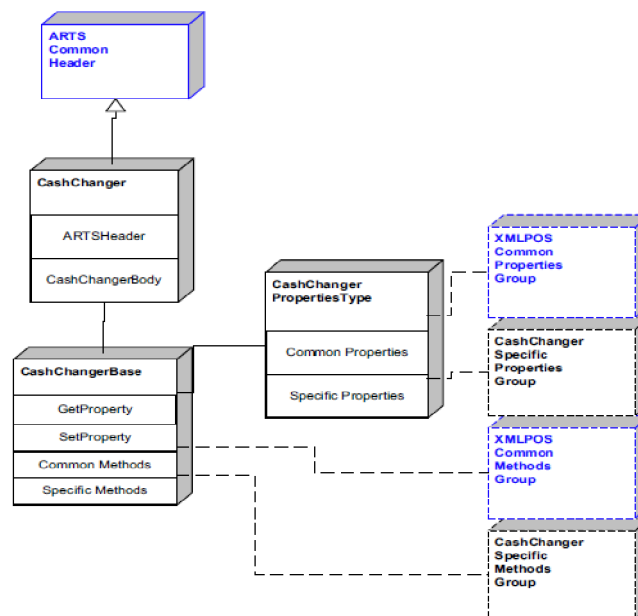 ARTS
Common
Header
CashChanger
ARTSHeader
CashChangerBody
CashChangerBase
GetProperty
SetProperty
Common Methods
Specific Methods
CashChanger
PropertiesType
Common Properties
Specific Properties
XMLPOS
Common
Properties
Group
CashChanger
Specific
Properties
Group
XMLPOS
Common
Methods
Group
CashChanger
Specific
Methods
Group